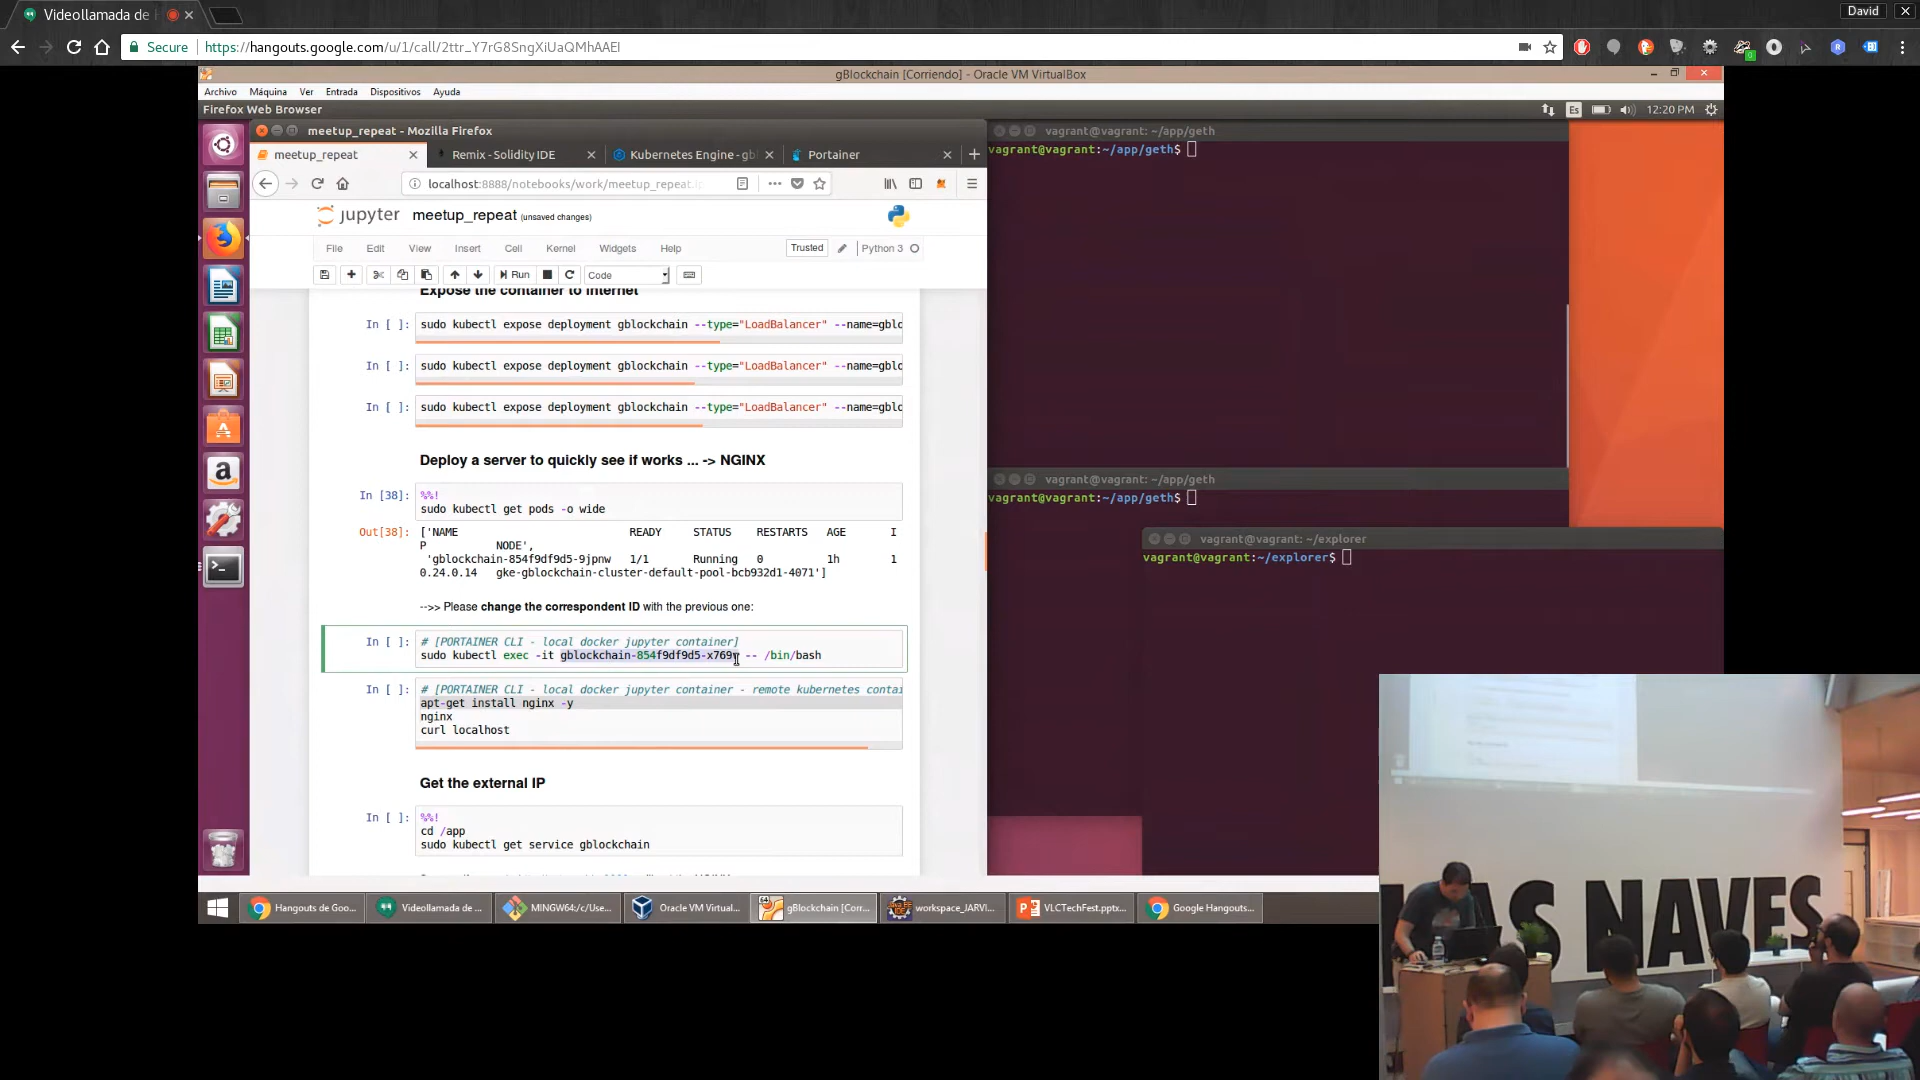 Videollamada de
David
Secure
https://hangouts.google.com/u/1/call/2ttr_Y7rG8SngXiUaQMhAAEI
gBlockchain [Corriendo] - Oracle VM VirtualBox
Archivo Máquina Ver Entrada Dispositivos Ayuda
Firefox Web Browser
Es
12:20 PM
meetup_repeat - Mozilla Firefox
meetup_repeat
Remix - Solidity IDE
Kubernetes Engine - gb
Portainer
localhost:8888/notebooks/work/meetup_repeat.i
jupyter meetup_repeat (unsaved changes)
File Edit View Insert Cell Kernel Widgets Help
Trusted
Python 3
Run
Code
Expose the container to internet
In [ ]: sudo kubectl expose deployment gblockchain --type="LoadBalancer" --name=gblo
In [ ]: sudo kubectl expose deployment gblockchain --type="LoadBalancer" --name=gblo
In [ ]: sudo kubectl expose deployment gblockchain --type="LoadBalancer" --name=gblo
Deploy a server to quickly see if works ... -> NGINX
In [38]: %%!
sudo kubectl get pods -o wide
Out[38]: ['NAME READY STATUS RESTARTS AGE I
P NODE',
'gblockchain-854f9df9d5-9jpnw 1/1 Running 0 1h 1
0.24.0.14 gke-gblockchain-cluster-default-pool-bcb932d1-4071']
-->> Please change the correspondent ID with the previous one:
In [ ]: # [PORTAINER CLI - local docker jupyter container]
sudo kubectl exec -it -- /bin/bash
In [ ]: # [PORTAINER CLI - local docker jupyter container - remote kubernetes contai
apt-get install nginx -y
nginx
curl localhost
Get the external IP
In [ ]: %%!
cd /app
sudo kubectl get service gblockchain
vagrant@vagrant: ~/app/geth
vagrant@vagrant:~/app/geth$
vagrant@vagrant: ~/app/geth
vagrant@vagrant:~/app/geth$
vagrant@vagrant: ~/explorer
vagrant@vagrant:~/explorer$
Hangouts de Goo...
Videollamada de ...
MINGW64:/c/Use...
Oracle VM Virtual...
gBlockchain [Corr...
workspace_JARVI...
VLCTechFest.pptx...
Google Hangouts...
AS NAVES